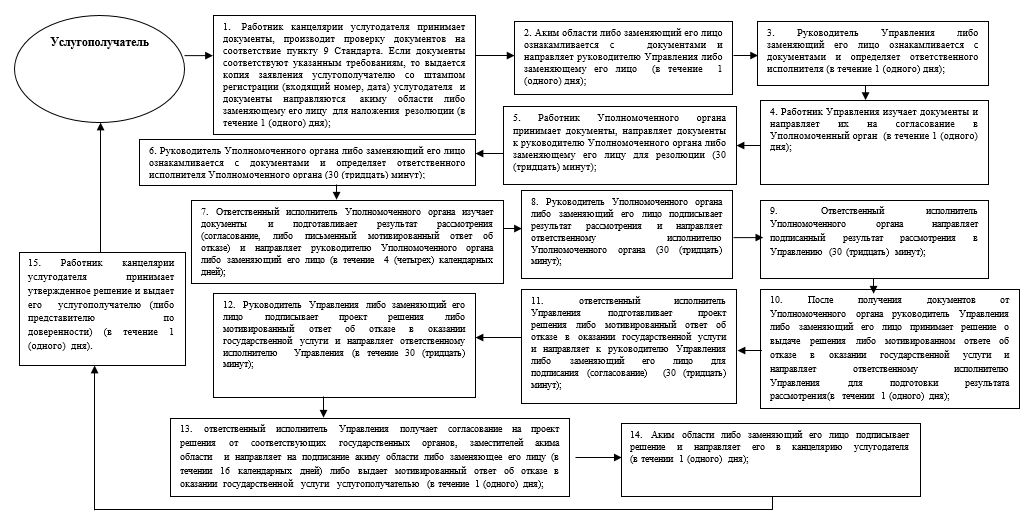 Услугополучатель
1. Работник канцелярии услугодателя принимает
документы, производит проверку документов на
соответствие пункту 9 Стандарта. Если документы
соответствуют указанным требованиям, то выдается
копия заявления услугополучателю со штампом
регистрации (входящий номер, дата) услугодателя и
документы направляются акиму области либо
заменяющему его лицу для наложения резолюции (в
течение 1 (одного) дня);
2. Аким области либо заменяющий его лицо
ознакамливается с документами и
направляет руководителю Управления либо
заменяющему его лицо (в течение 1
(одного) дня);
3. Руководитель Управления либо
заменяющий его лицо ознакамливается с
документами и определяет ответственного
исполнителя (в течение 1 (одного) дня);
4. Работник Управления изучает документы и
направляет их на согласование в
Уполномоченный орган (в течение 1 (одного)
дня);
5. Работник Уполномоченного органа
принимает документы, направляет документы
к руководителю Уполномоченного органа либо
заменяющему его лицу для резолюции (30
(тридцать) минут);
6. Руководитель Уполномоченного органа либо заменяющий его лицо
ознакамливается с документами и определяет ответственного
исполнителя Уполномоченного органа (30 (тридцать) минут);
7. Ответственный исполнитель Уполномоченного органа изучает
документы и подготавливает результат рассмотрения
(согласование, либо письменный мотивированный ответ об
отказе) и направляет руководителю Уполномоченного органа
либо заменяющий его лицо (в течение 4 (четырех) календарных
дней);
8. Руководитель Уполномоченного органа
либо заменяющий его лицо подписывает
результат рассмотрения и направляет
ответственному исполнителю
Уполномоченного органа (30 (тридцать)
минут);
9. Ответственный исполнитель
Уполномоченного органа направляет
подписанный результат рассмотрения в
Управлению (30 (тридцать) минут);
10. После получения документов от
Уполномоченного органа руководитель Управления
либо заменяющий его лицо принимает решение о
выдаче решения либо мотивированном ответе об
отказе в оказании государственной услуги и
направляет ответственному исполнителю
Управления для подготовки результата
рассмотрения(в течение 1 (одного) дня);
11. ответственный исполнитель
Управления подготавливает проект
решения либо мотивированный ответ об
отказе в оказании государственной услуги
и направляет к руководителю Управления
либо заменяющий его лицо для
подписания (согласование) (30 (тридцать)
минут);
12. Руководитель Управления либо заменяющий его
лицо подписывает проект решения либо
мотивированный ответ об отказе в оказании
государственной услуги и направляет ответственному
исполнителю Управления (в течение 30 (тридцать)
минут);
13. ответственный исполнитель Управления получает согласование на проект
решения от соответствующих государственных органов, заместителей акима
области и направляет на подписание акиму области либо заменяющее его лицу (в
течении 16 календарных дней) либо выдает мотивированный ответ об отказе в
оказании государственной услуги услугополучателю (в течение 1 (одного) дня);
14. Аким области либо заменяющий его лицо подписывает
решение и направляет его в канцелярию услугодателя
(в течении 1 (одного) дня);
15. Работник канцелярии
услугодателя принимает
утвержденное решение и выдает
его услугополучателю (либо
представителю по
доверенности) (в течение 1
(одного) дня).